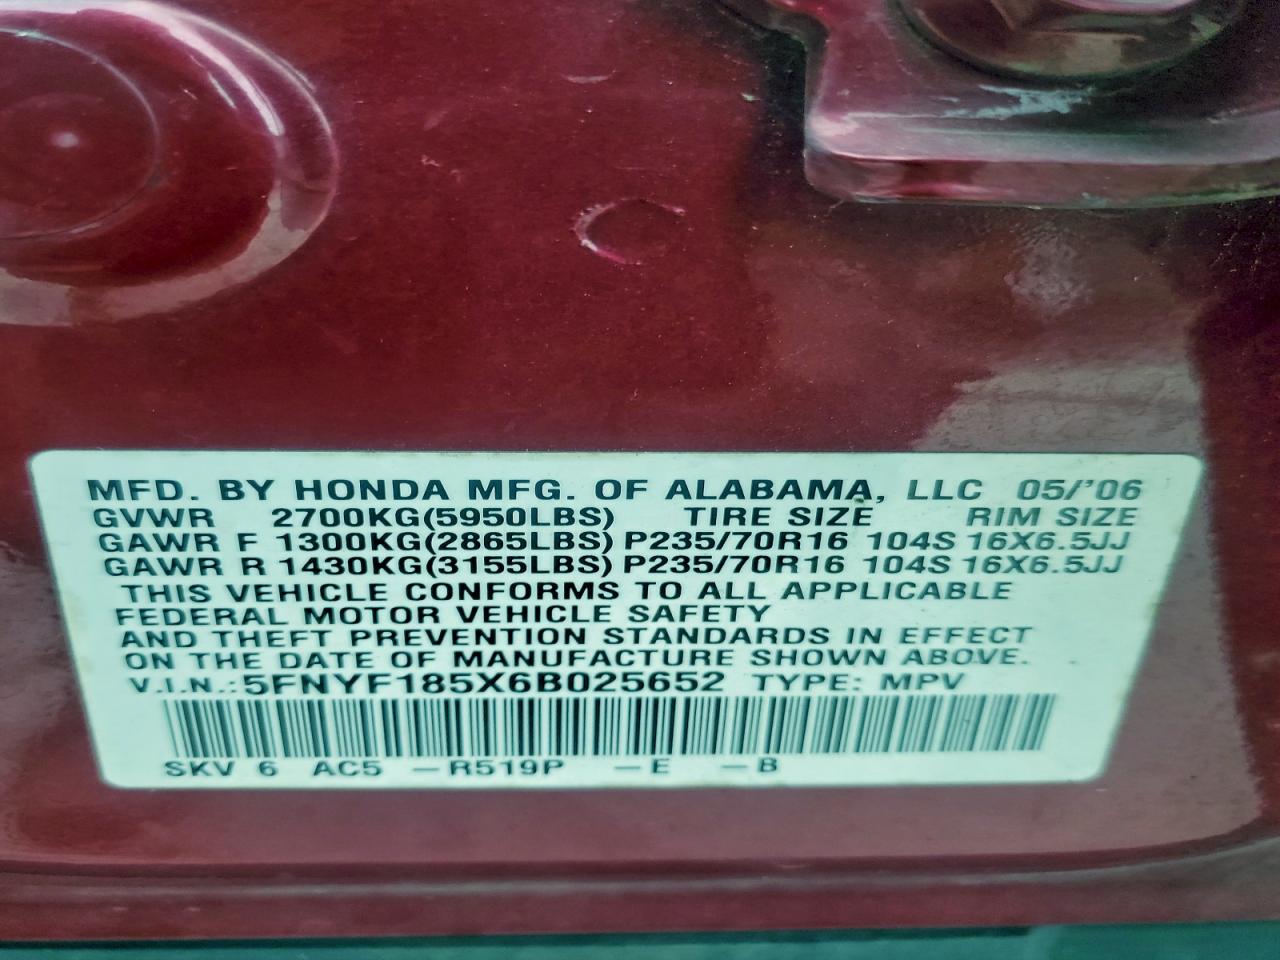 MFD. BY HONDA MFG. OF ALABAMA, LLC 05/'06
GVWR 2700KG(5950LBS) TIRE SIZE RIM SIZE
GAWR F 1300KG(2865LBS) P235/70R16 104S 16X6.5JJ
GAWR R 1430KG(3155LBS) P235/70R16 104S 16X6.5JJ
THIS VEHICLE CONFORMS TO ALL APPLICABLE
FEDERAL MOTOR VEHICLE SAFETY
AND THEFT PREVENTION STANDARDS IN EFFECT
ON THE DATE OF MANUFACTURE SHOWN ABOVE.
V.I.N.:5FNYF185X6B025652 TYPE: MPV
SKV 6 AC5 –R519P –E –B